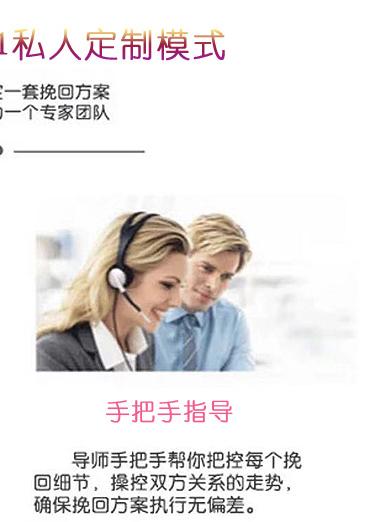 1私人定制模式
一套挽回方案
一个专家团队
手把手指导
导师手把手帮你把控每个挽
回细节，操控双方关系的走势，
确保挽回方案执行无偏差。